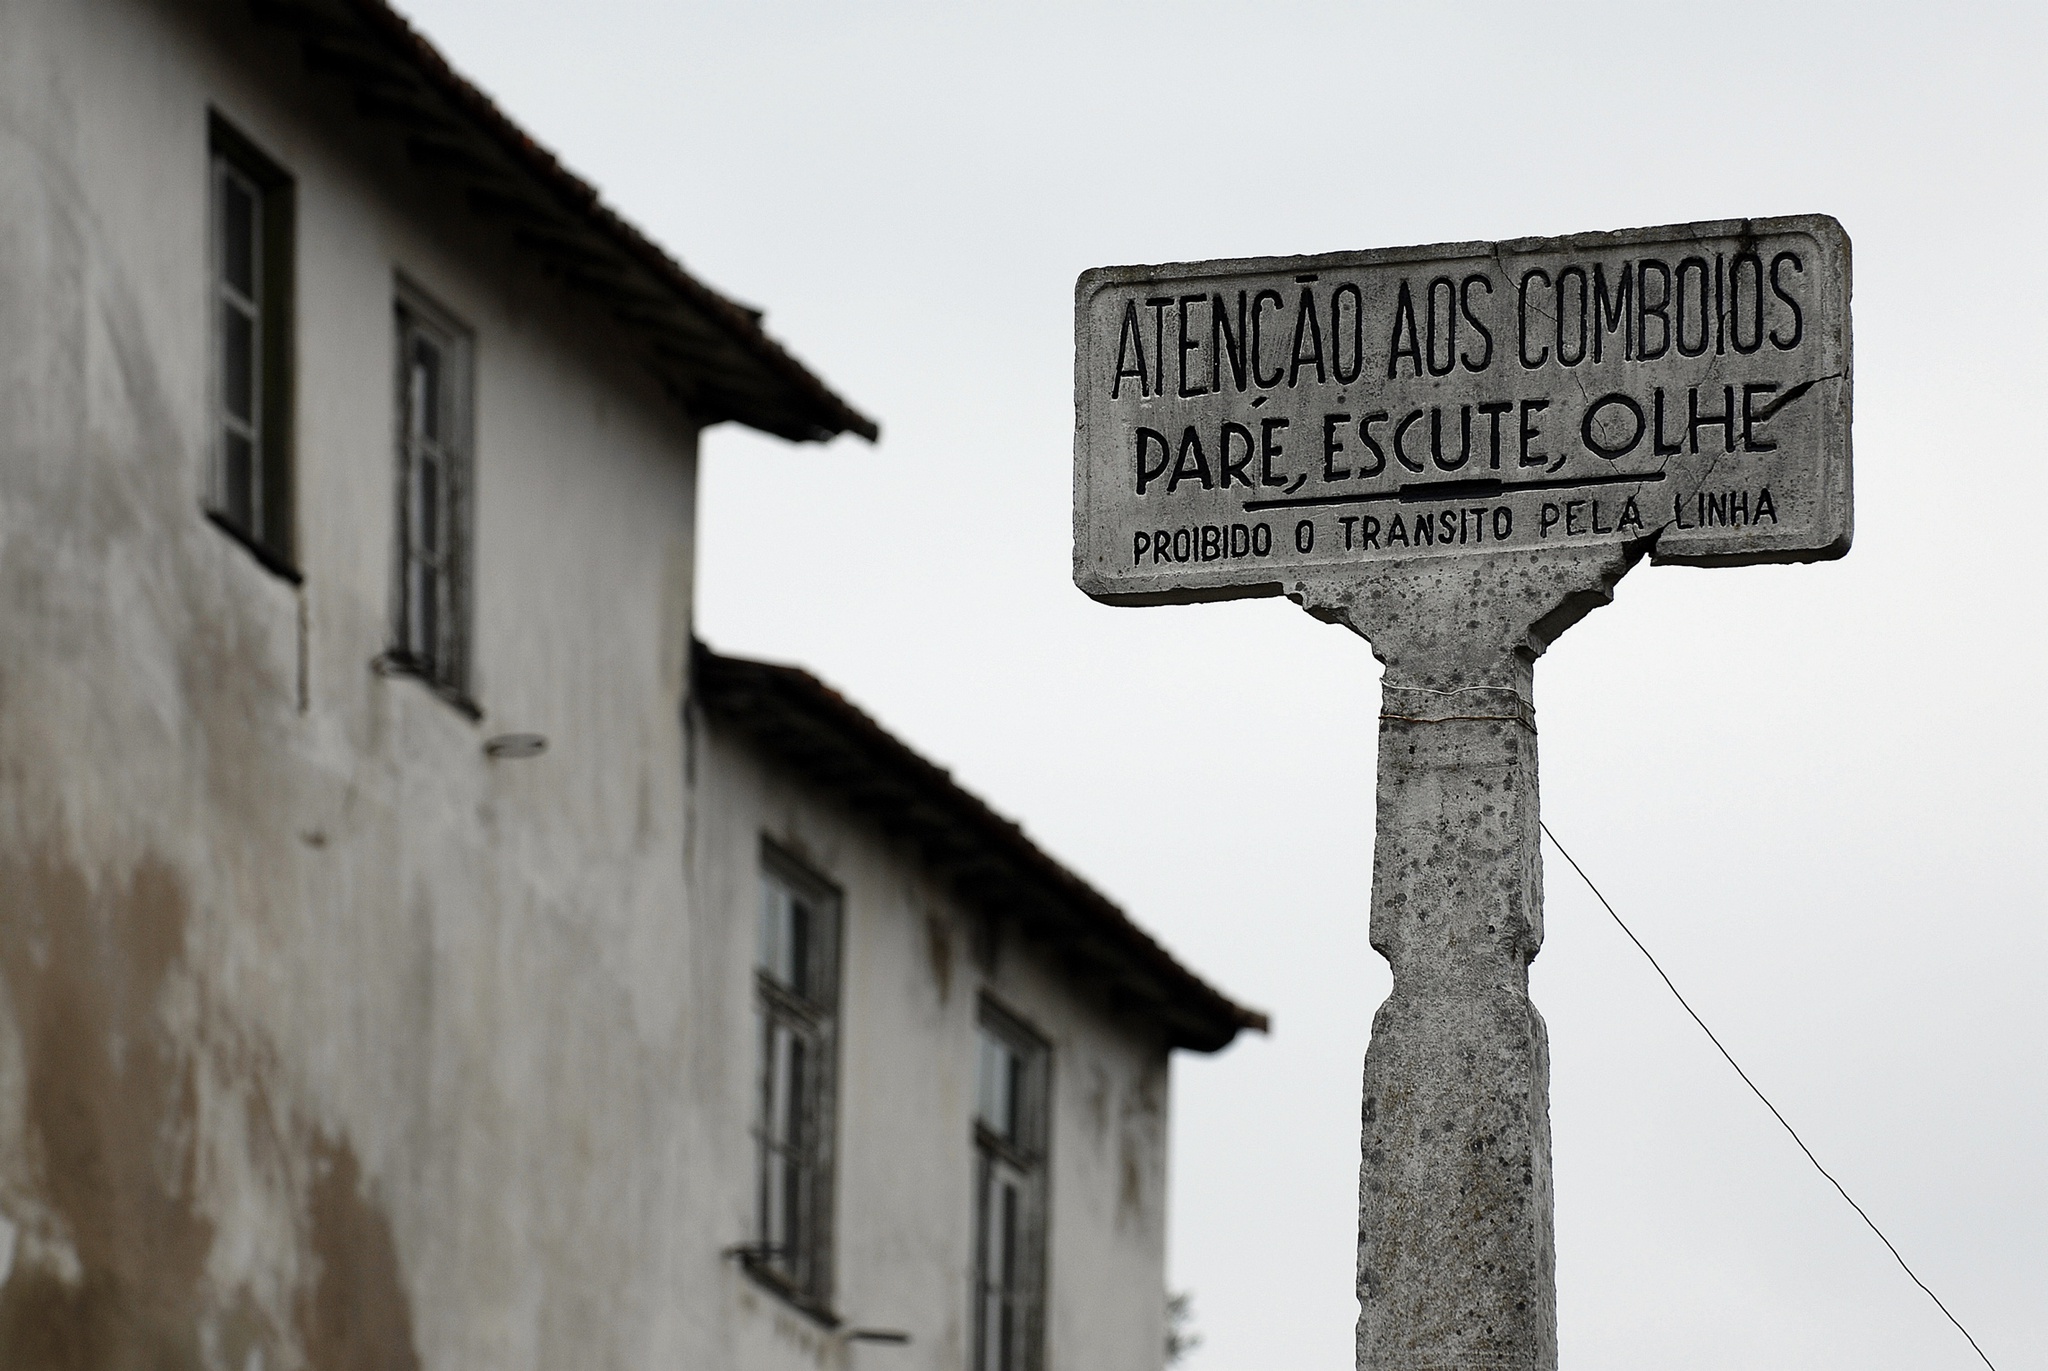 ATENÇÃO AOS COMBOIOS
PARE, ESCUTE, OLHE
PROIBIDO O TRANSITO PELA LINHA